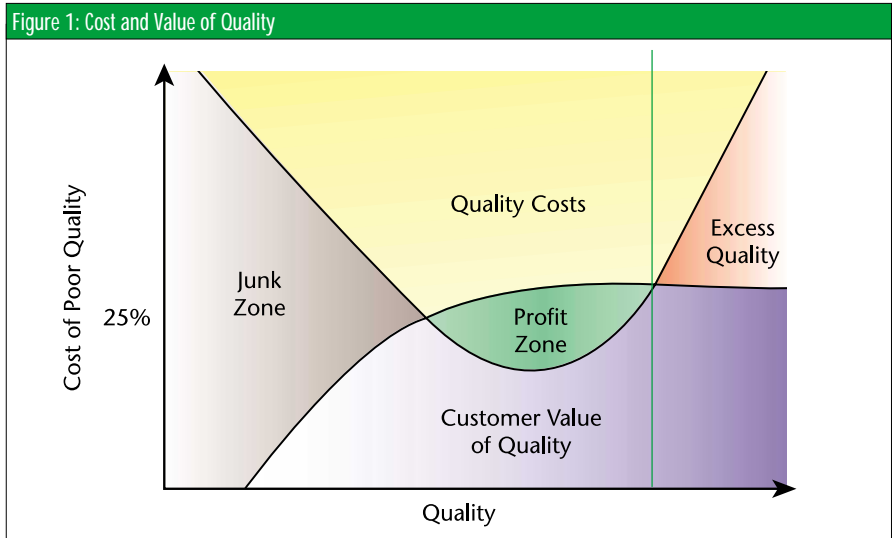 Figure 1: Cost and Value of Quality
Cost of Poor Quality
25%
Junk
Zone
Quality Costs
Excess
Quality
Profit
Zone
Customer Value
of Quality
Quality